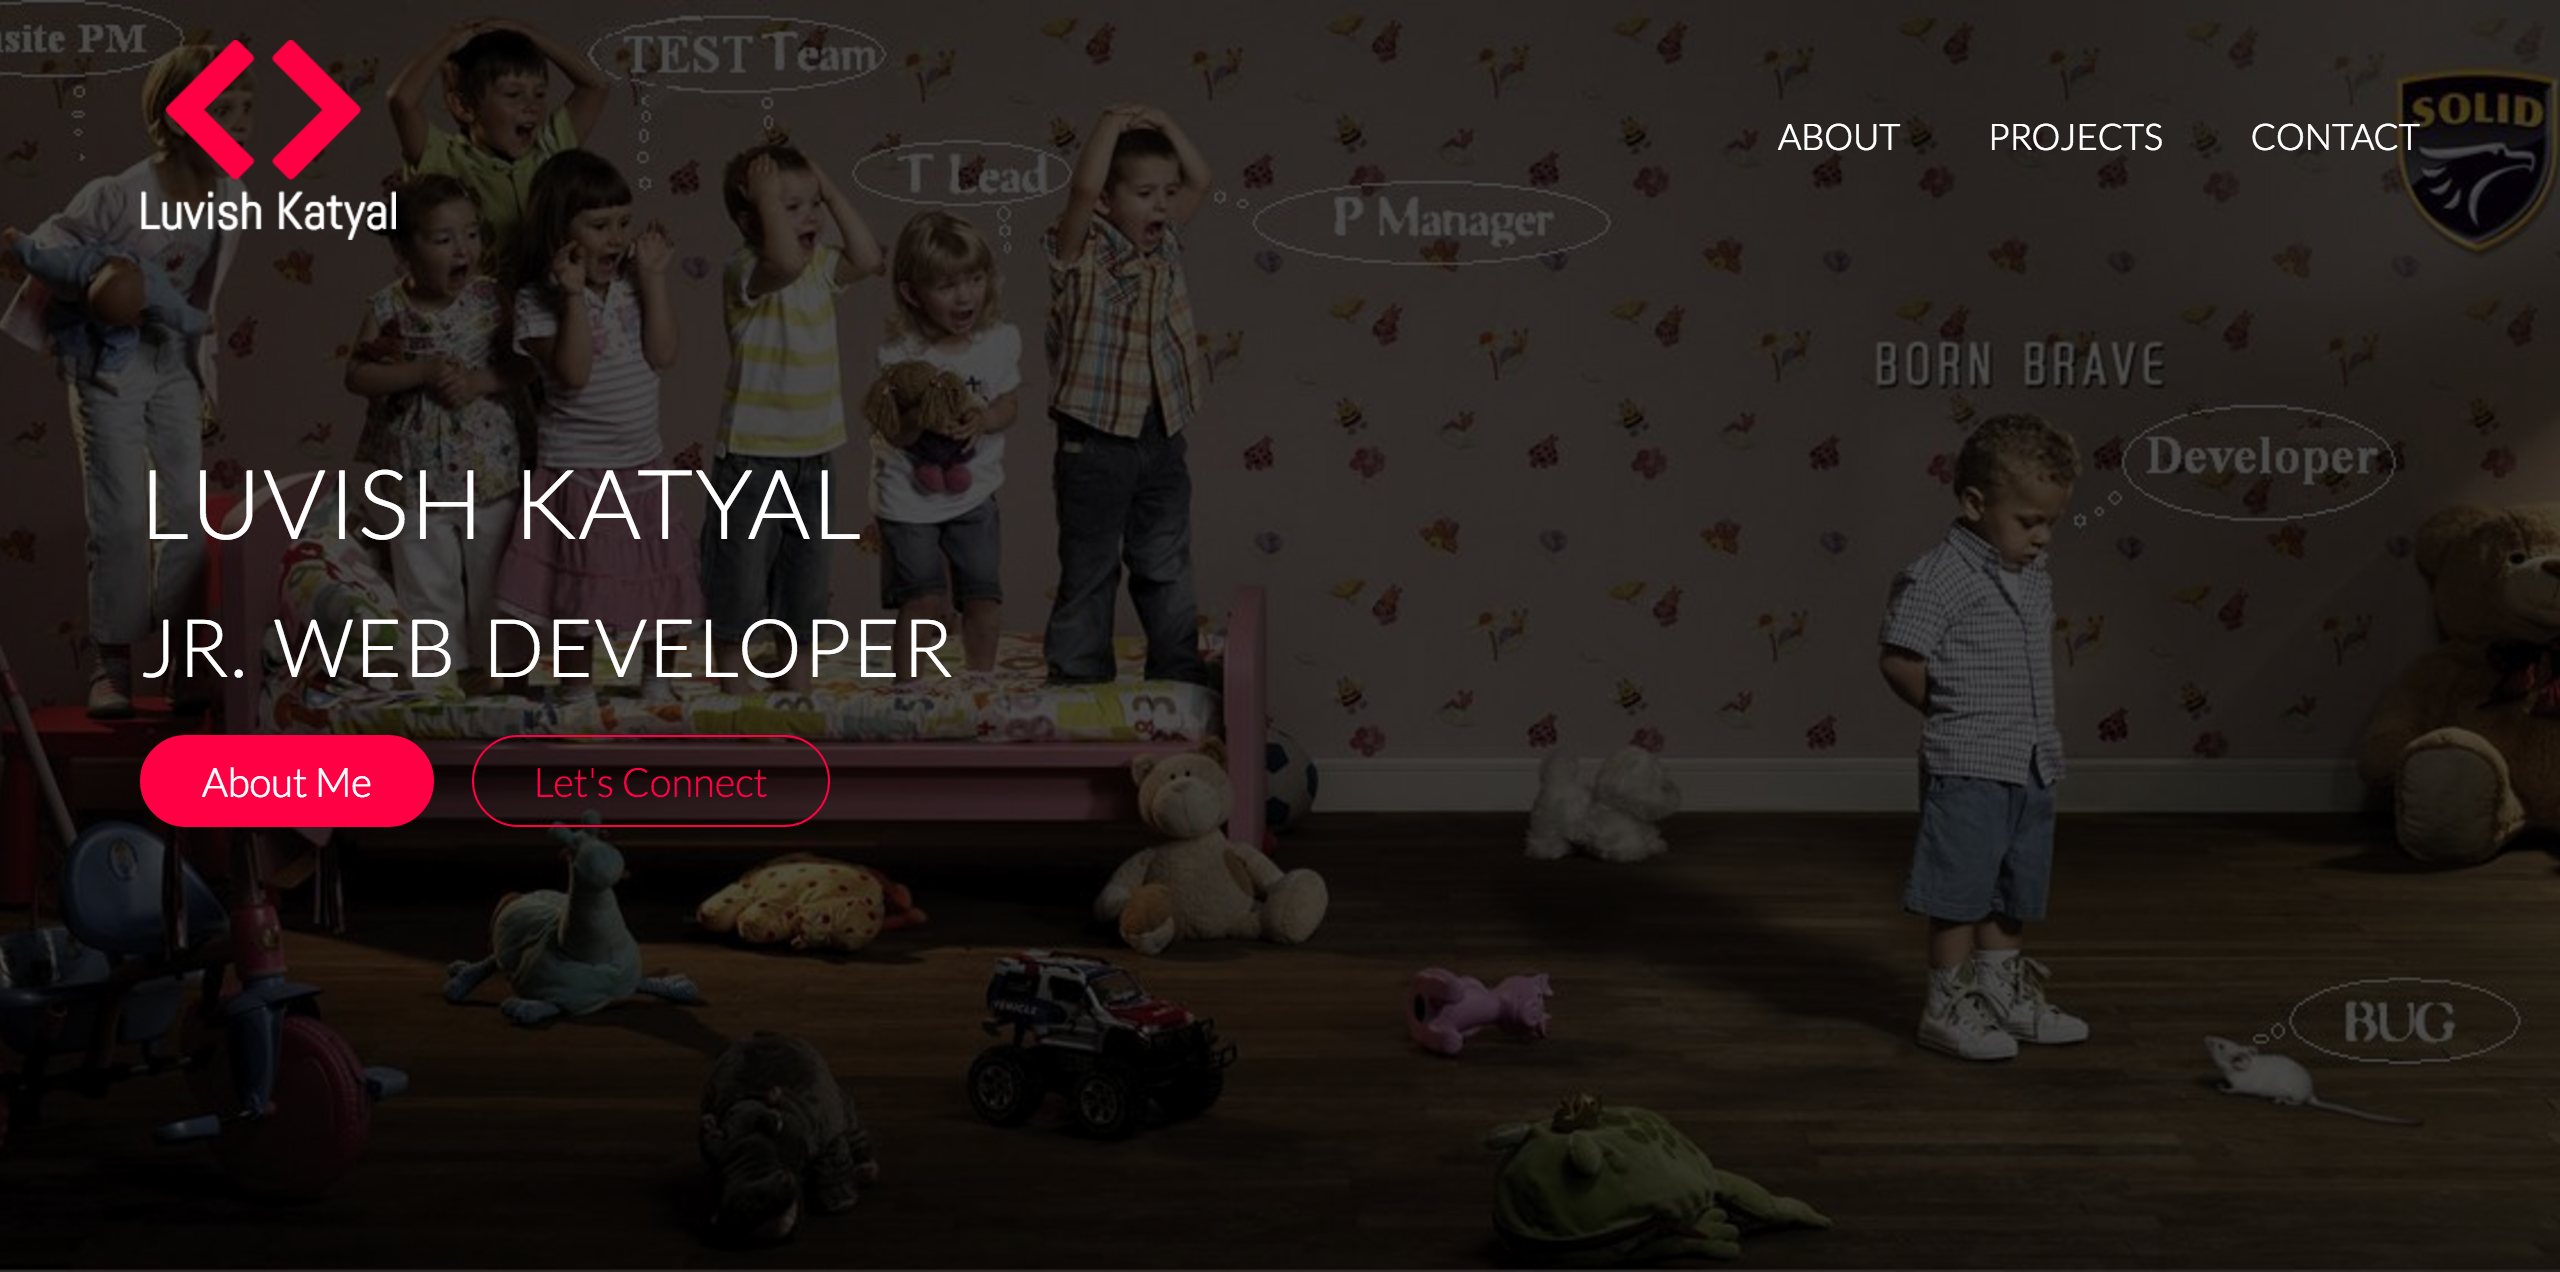 site PM
TEST Team
Luvish Katyal
T Lead
P Manager
ABOUT
PROJECTS
CONTACT
SOLID
BORN BRAVE
Developer
LUVISH KATYAL
JR. WEB DEVELOPER
About Me
Let's Connect
VEHICLE
BUG